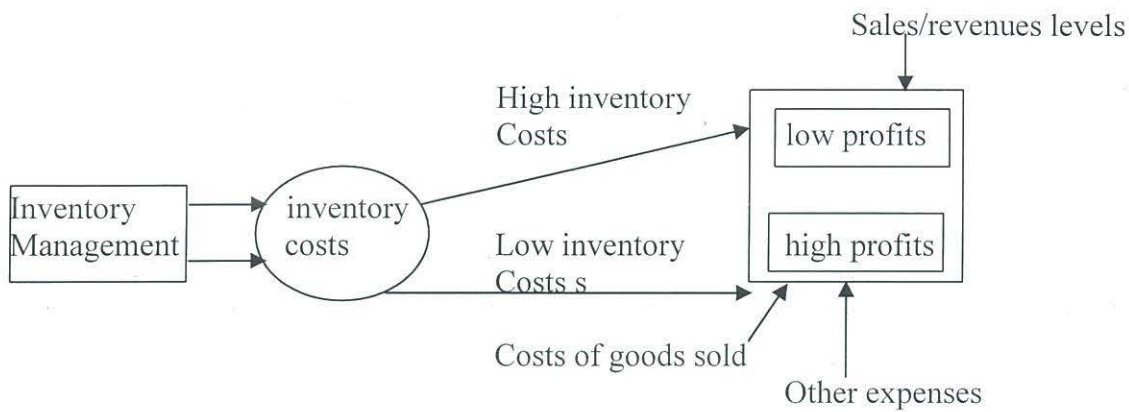 Sales/revenues levels
High inventory
Costs
low profits
Inventory
Management
inventory
costs
Low inventory
Costs s
high profits
Costs of goods sold
Other expenses